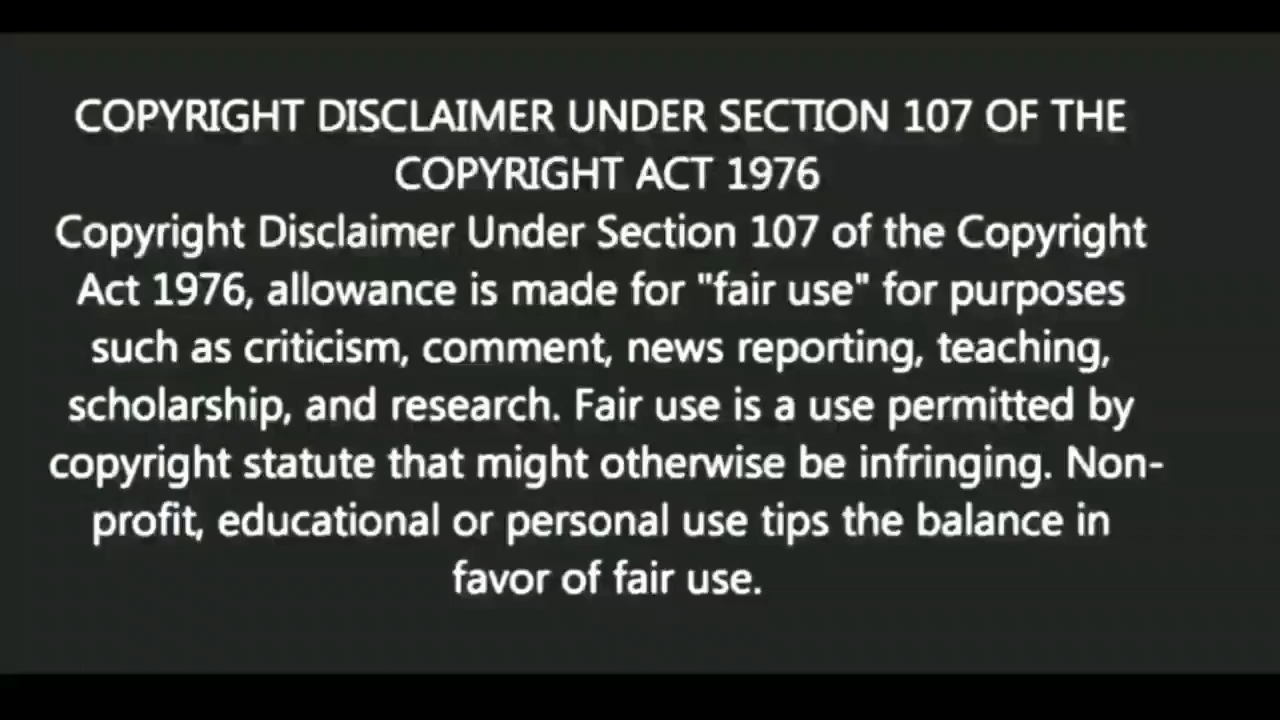 COPYRIGHT DISCLAIMER UNDER SECTION 107 OF THE
COPYRIGHT ACT 1976
Copyright Disclaimer Under Section 107 of the Copyright
Act 1976, allowance is made for "fair use" for purposes
such as criticism, comment, news reporting, teaching,
scholarship, and research. Fair use is a use permitted by
copyright statute that might otherwise be infringing. Non-
profit, educational or personal use tips the balance in
favor of fair use.